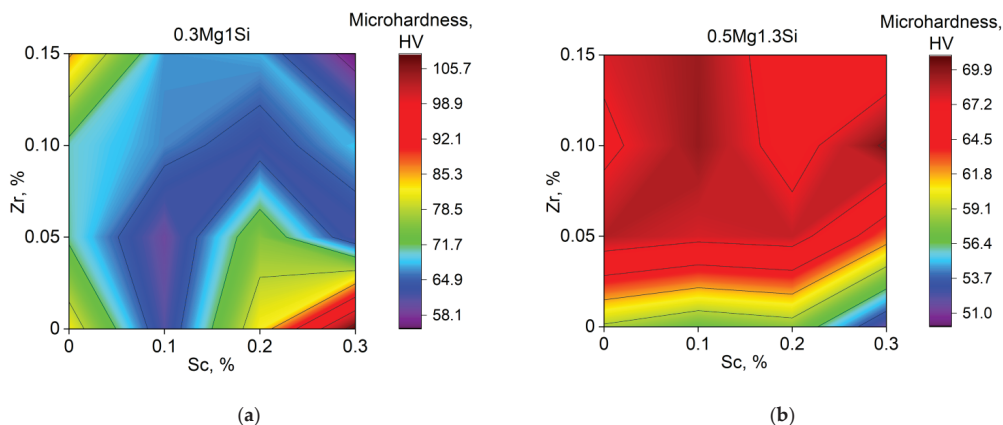 0.3Mg1Si
Microhardness,
HV
0.15
0.10
0.05
0
Zr, %
0
0.1
0.2
0.3
Sc, %
105.7
98.9
92.1
85.3
78.5
71.7
64.9
58.1
(a)
0.5Mg1.3Si
Microhardness,
HV
0.15
0.10
0.05
0
Zr, %
0
0.1
0.2
0.3
Sc, %
69.9
67.2
64.5
61.8
59.1
56.4
53.7
51.0
(b)